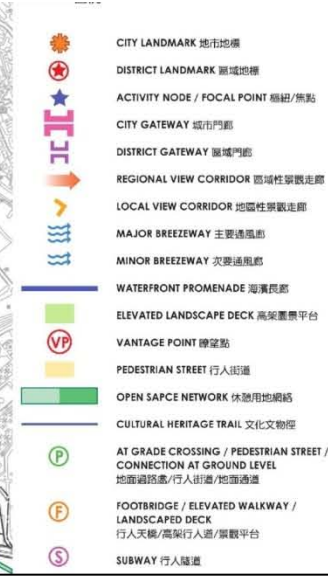 CITY LANDMARK 地市地標
DISTRICT LANDMARK 區域地標
ACTIVITY NODE / FOCAL POINT 樞紐/焦點
CITY GATEWAY 城市門廊
DISTRICT GATEWAY 區域門廊
REGIONAL VIEW CORRIDOR 區域性景觀走廊
LOCAL VIEW CORRIDOR 地區性景觀走廊
MAJOR BREEZEWAY 主要通風廊
MINOR BREEZEWAY 次要通風廊
WATERFRONT PROMENADE 海濱長廊
ELEVATED LANDSCAPE DECK 高架園景平台
VP VANTAGE POINT 瞭望點
PEDESTRIAN STREET 行人街道
OPEN SAPCE NETWORK 休憩用地網絡
CULTURAL HERITAGE TRAIL 文化文物徑
P AT GRADE CROSSING / PEDESTRIAN STREET /
CONNECTION AT GROUND LEVEL
地面過路處/行人街道/地面通道
F FOOTBRIDGE / ELEVATED WALKWAY /
LANDSCAPED DECK
行人天橋/高架行人道/景觀平台
S SUBWAY 行人隧道